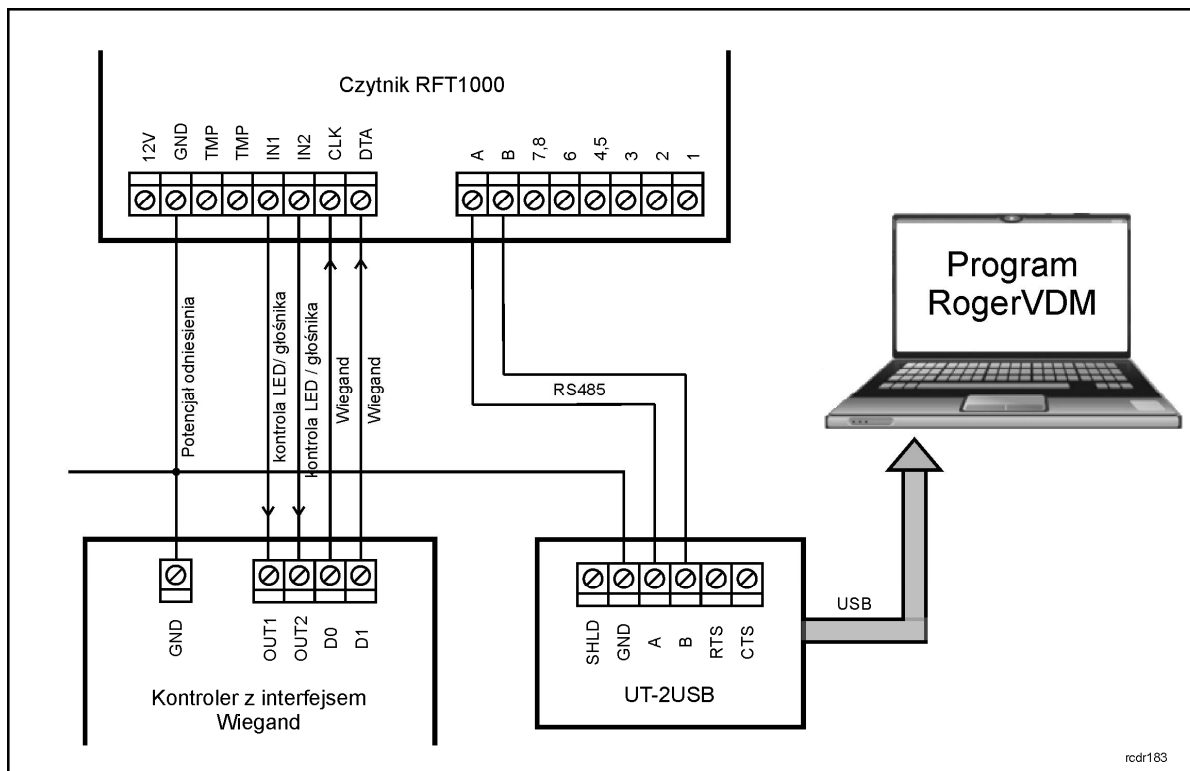 Czytnik RFT1000
12V
GND
TMP
TMP
IN1
IN2
CLK
DTA
A
B
7,8
6
4,5
3
2
1
Program
RogerVDM
Potencjał odniesienia
kontrola LED/ głośnika
kontrola LED / głośnika
Wiegand
Wiegand
RS485
USB
GND
OUT1
OUT2
D0
D1
SHLD
GND
A
B
RTS
CTS
Kontroler z interfejsem
Wiegand
UT-2USB
rcdr183